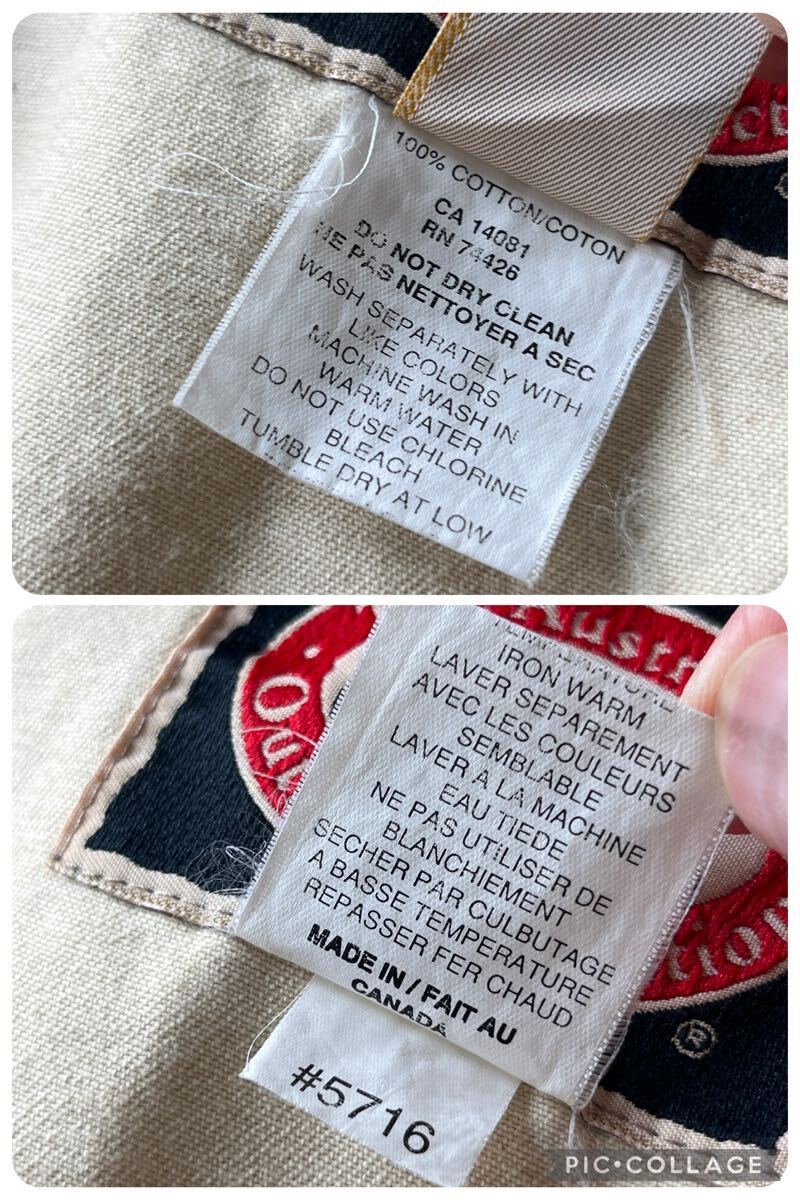 100% COTTON/COTON
CA 14081
RN 74426
DO NOT DRY CLEAN
NE PAS NETTOYER A SEC
WASH SEPARATELY WITH
LIKE COLORS
MACHINE WASH IN
WARM WATER
DO NOT USE CHLORINE
BLEACH
TUMBLE DRY AT LOW
IRON WARM
LAVER SEPAREMENT
AVEC LES COULEURS
SEMBLABLE
LAVER A LA MACHINE
EAU TIEDE
NE PAS UTILISER DE
BLANCHIEMENT
SECHER PAR CULBUTAGE
A BASSE TEMPERATURE
REPASSER FER CHAUD
MADE IN / FAIT AU
CANADA
®
#5716
PIC•COLLAGE